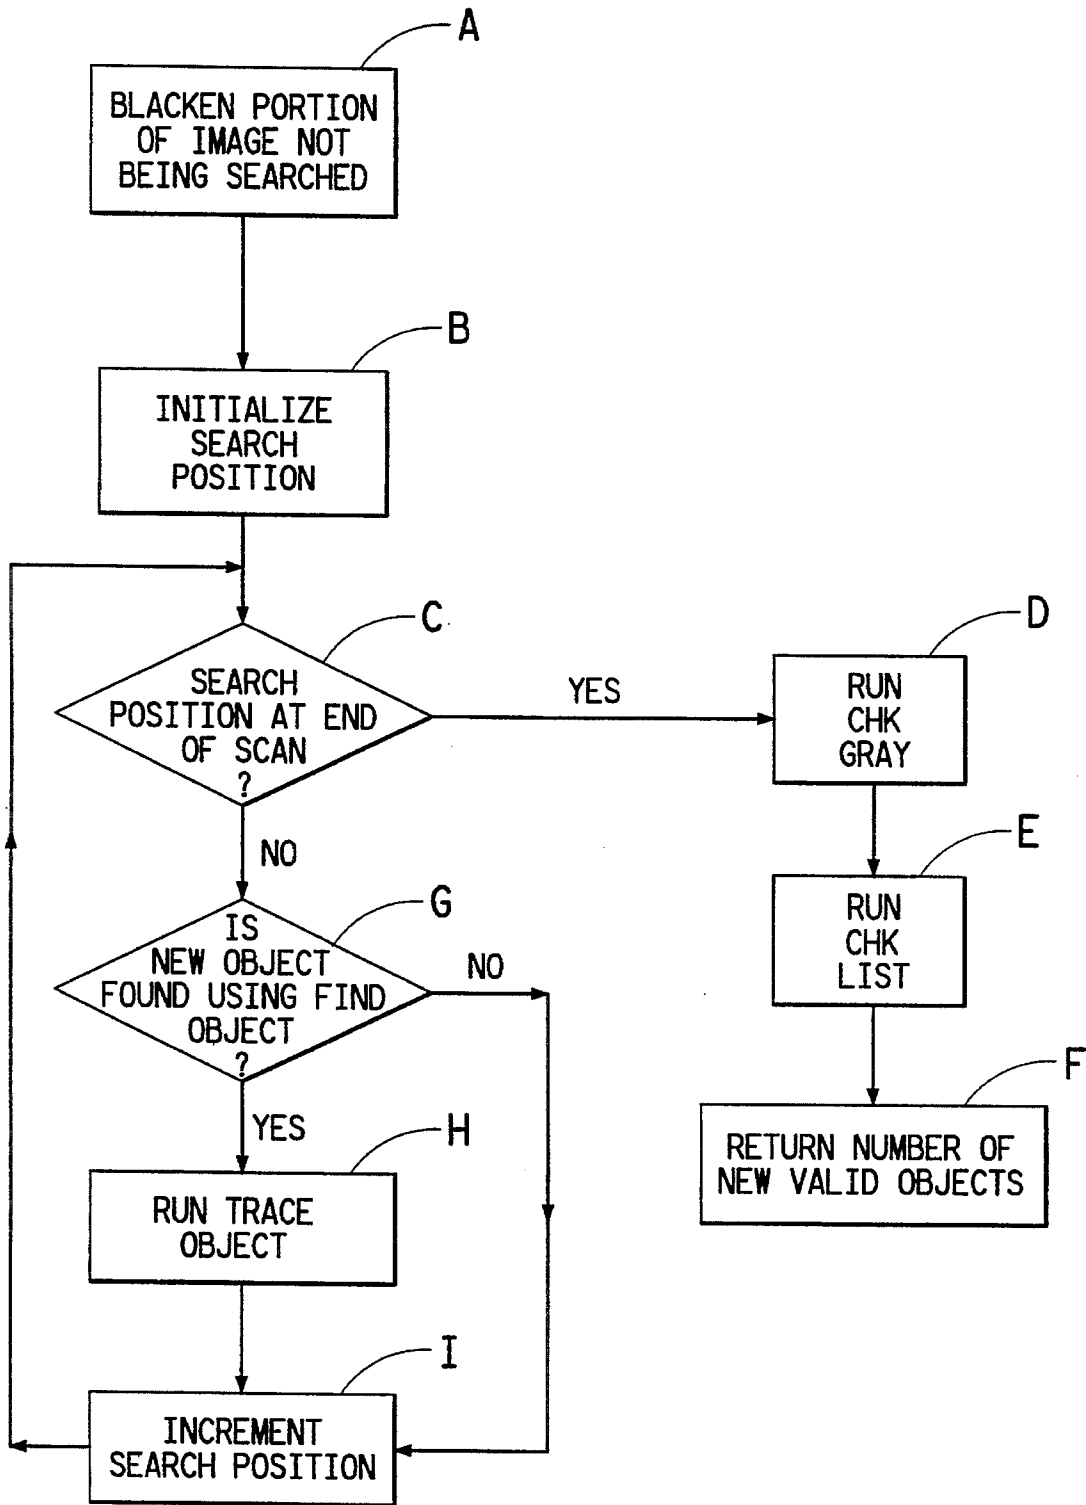 A
BLACKEN PORTION
OF IMAGE NOT
BEING SEARCHED
B
INITIALIZE
SEARCH
POSITION
C
SEARCH
POSITION AT END
OF SCAN
?
YES
D
RUN
CHK
GRAY
NO
E
RUN
CHK
LIST
G
IS
NEW OBJECT
FOUND USING FIND
OBJECT
?
NO
F
RETURN NUMBER OF
NEW VALID OBJECTS
YES
H
RUN TRACE
OBJECT
I
INCREMENT
SEARCH POSITION